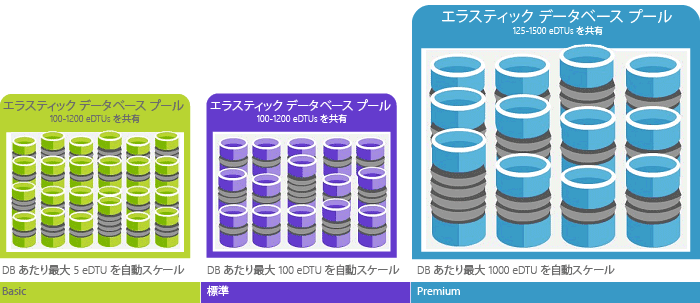 エラスティック データベース プール
100-1200 eDTUs を共有
DB あたり最大 5 eDTU を自動スケール
Basic
エラスティック データベース プール
100-1200 eDTUs を共有
DB あたり最大 100 eDTU を自動スケール
標準
エラスティック データベース プール
125-1500 eDTUs を共有
DB あたり最大 1000 eDTU を自動スケール
Premium